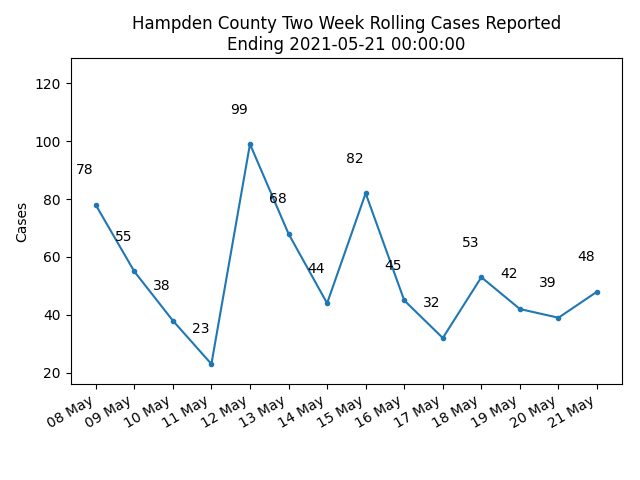 Hampden County Two Week Rolling Cases Reported
Ending 2021-05-21 00:00:00
Cases
120
100
80
60
40
20
78
55
38
23
99
68
44
82
45
32
53
42
39
48
08 May
09 May
10 May
11 May
12 May
13 May
14 May
15 May
16 May
17 May
18 May
19 May
20 May
21 May